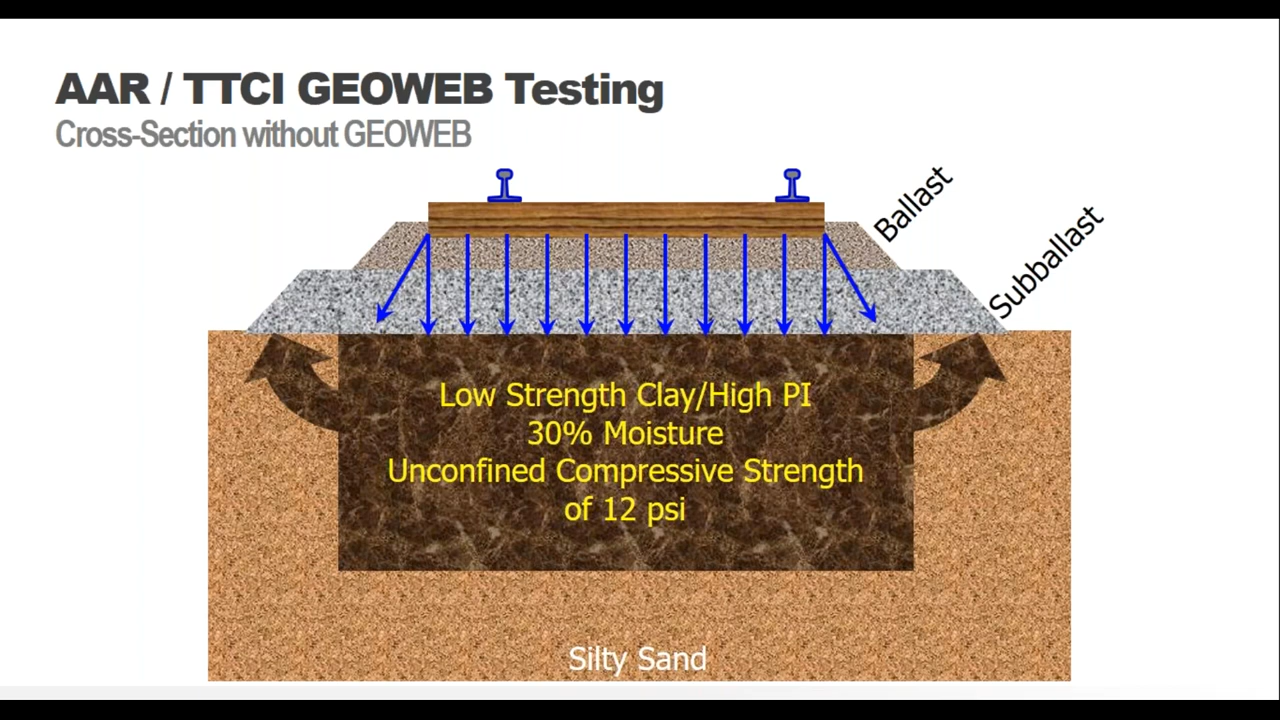 AAR / TTCI GEOWEB Testing
Cross-Section without GEOWEB
Ballast
Subballast
Low Strength Clay/High PI
30% Moisture
Unconfined Compressive Strength
of 12 psi
Silty Sand